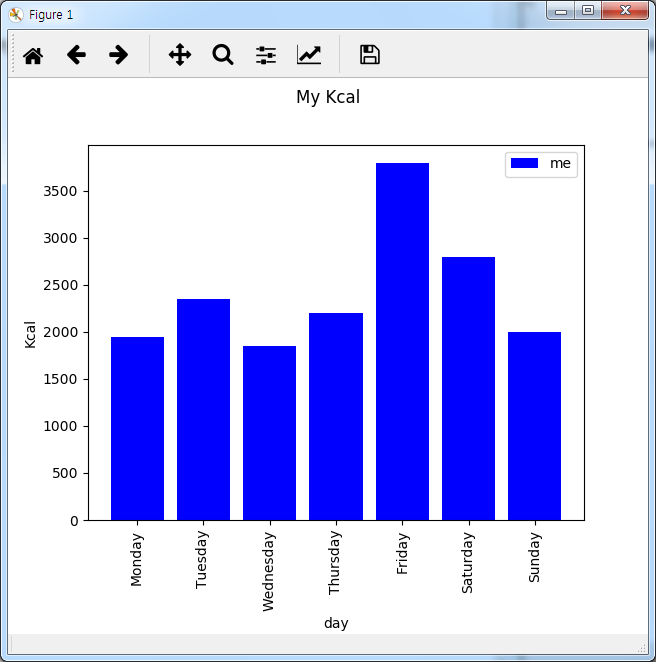 Figure 1
My Kcal
me
Kcal
3500
3000
2500
2000
1500
1000
500
0
Monday
Tuesday
Wednesday
Thursday
Friday
Saturday
Sunday
day